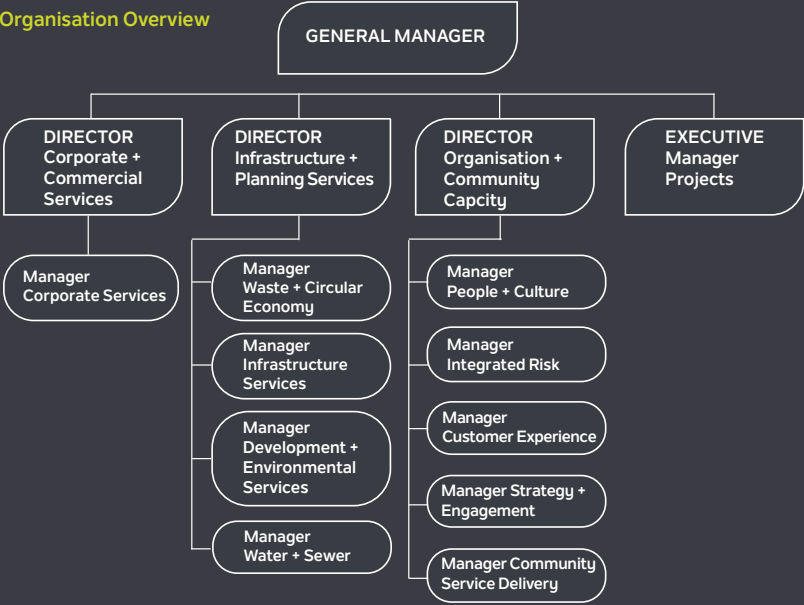 Organisation Overview
GENERAL MANAGER
DIRECTOR
Corporate +
Commercial
Services
DIRECTOR
Infrastructure +
Planning Services
DIRECTOR
Organisation +
Community
Capcity
EXECUTIVE
Manager
Projects
Manager
Corporate Services
Manager
Waste + Circular
Economy
Manager
Infrastructure
Services
Manager
Development +
Environmental
Services
Manager
Water + Sewer
Manager
People + Culture
Manager
Integrated Risk
Manager
Customer Experience
Manager Strategy +
Engagement
Manager Community
Service Delivery